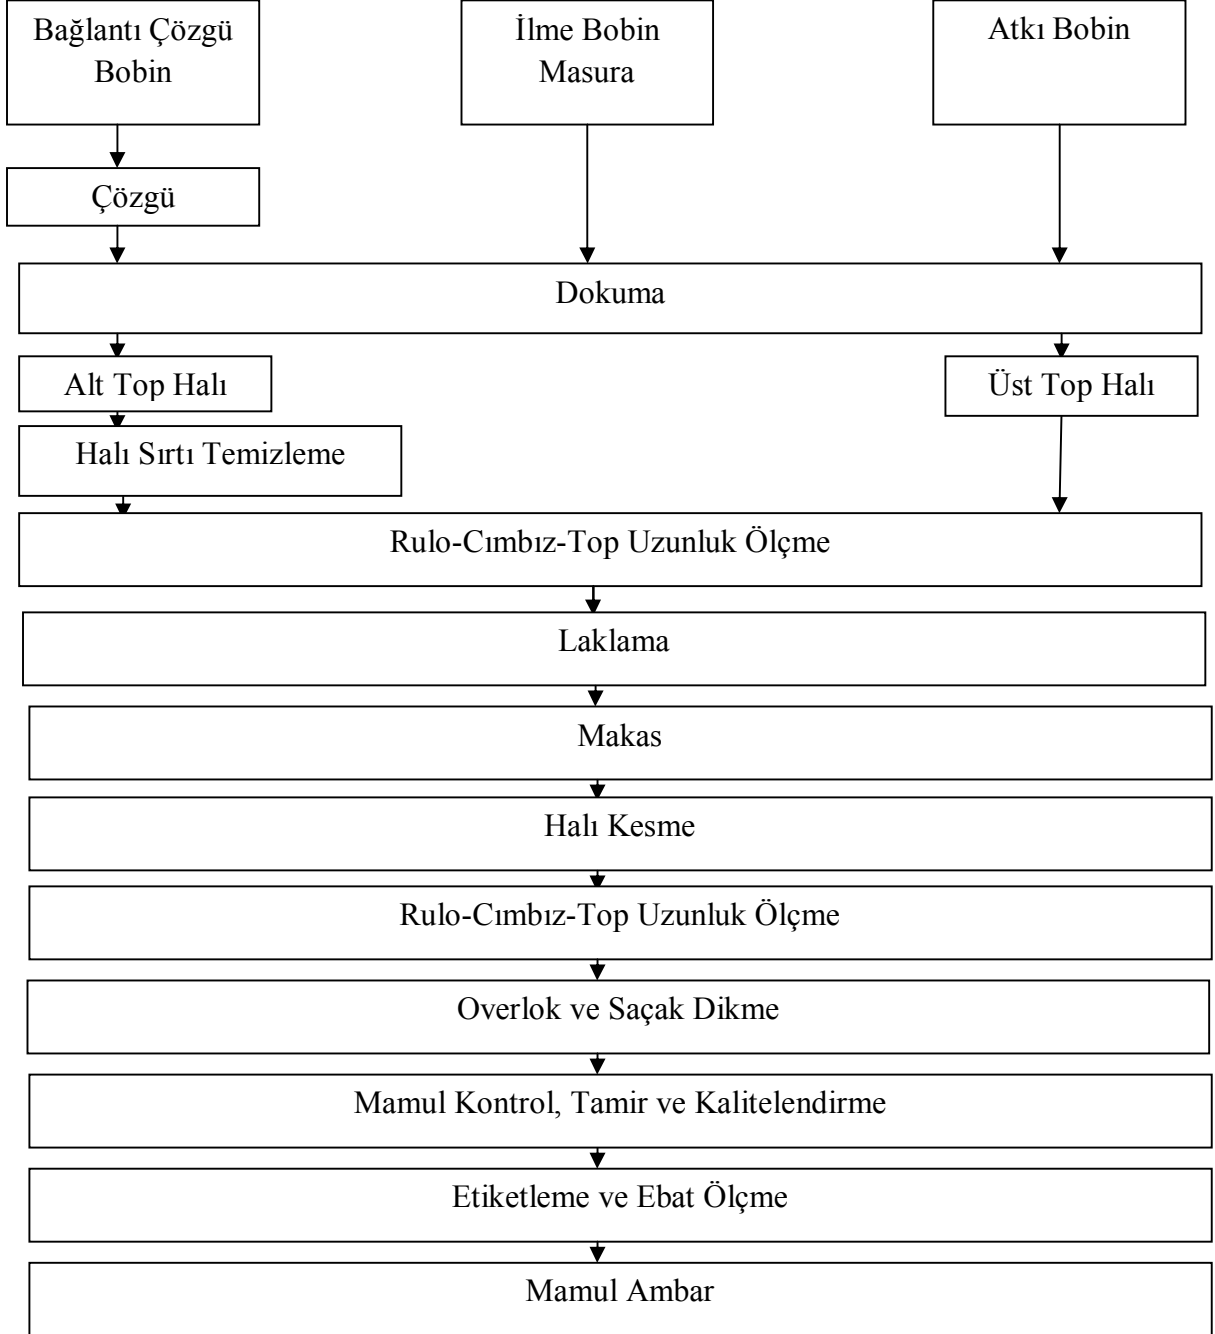 Bağlantı Çözgü
Bobin
İlme Bobin
Masura
Atkı Bobin
Çözgü
Dokuma
Alt Top Halı
Üst Top Halı
Halı Sırtı Temizleme
Rulo-Cımbız-Top Uzunluk Ölçme
Laklama
Makas
Halı Kesme
Rulo-Cımbız-Top Uzunluk Ölçme
Overlok ve Saçak Dikme
Mamul Kontrol, Tamir ve Kalitelendirme
Etiketleme ve Ebat Ölçme
Mamul Ambar